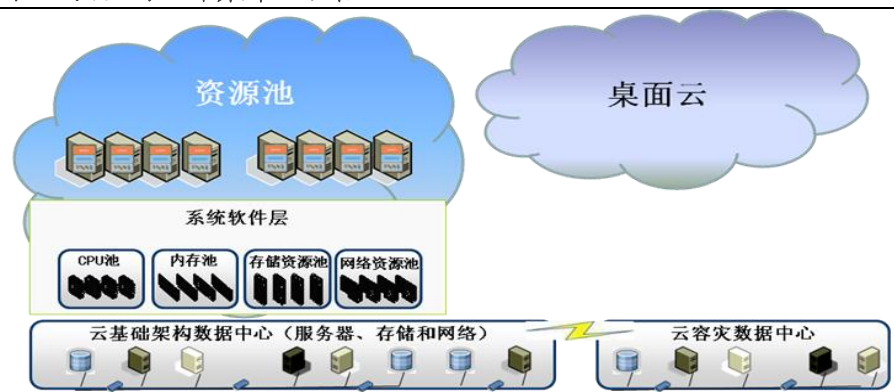 资源池
桌面云
系统软件层
CPU池
内存池
存储资源池
网络资源池
云基础架构数据中心（服务器、存储和网络）
云容灾数据中心